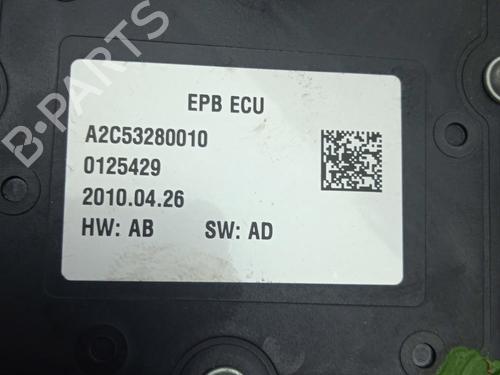 B-PARTS
EPB ECU
A2C53280010
0125429
2010.04.26
HW: AB SW: AD